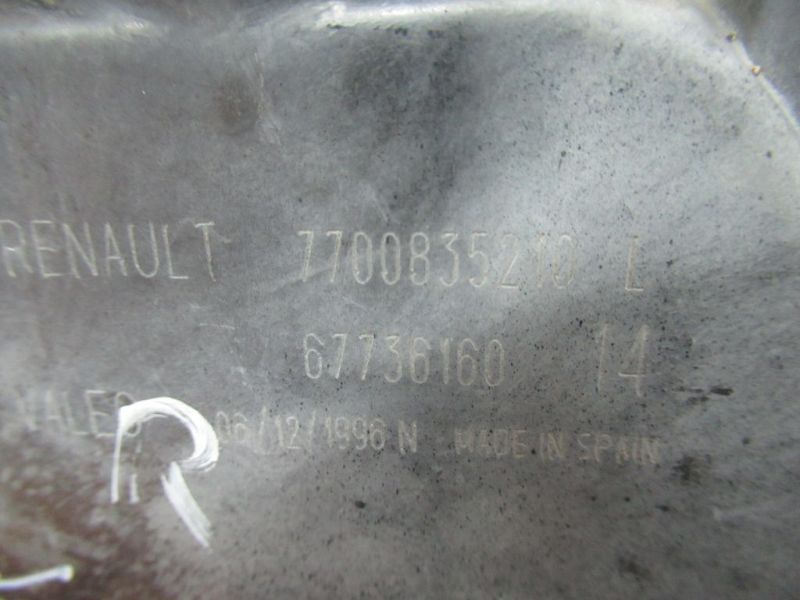 RENAULT 7700835210 L
67736160 14
VALEO 06/12/1996 N MADE IN SPAIN
R